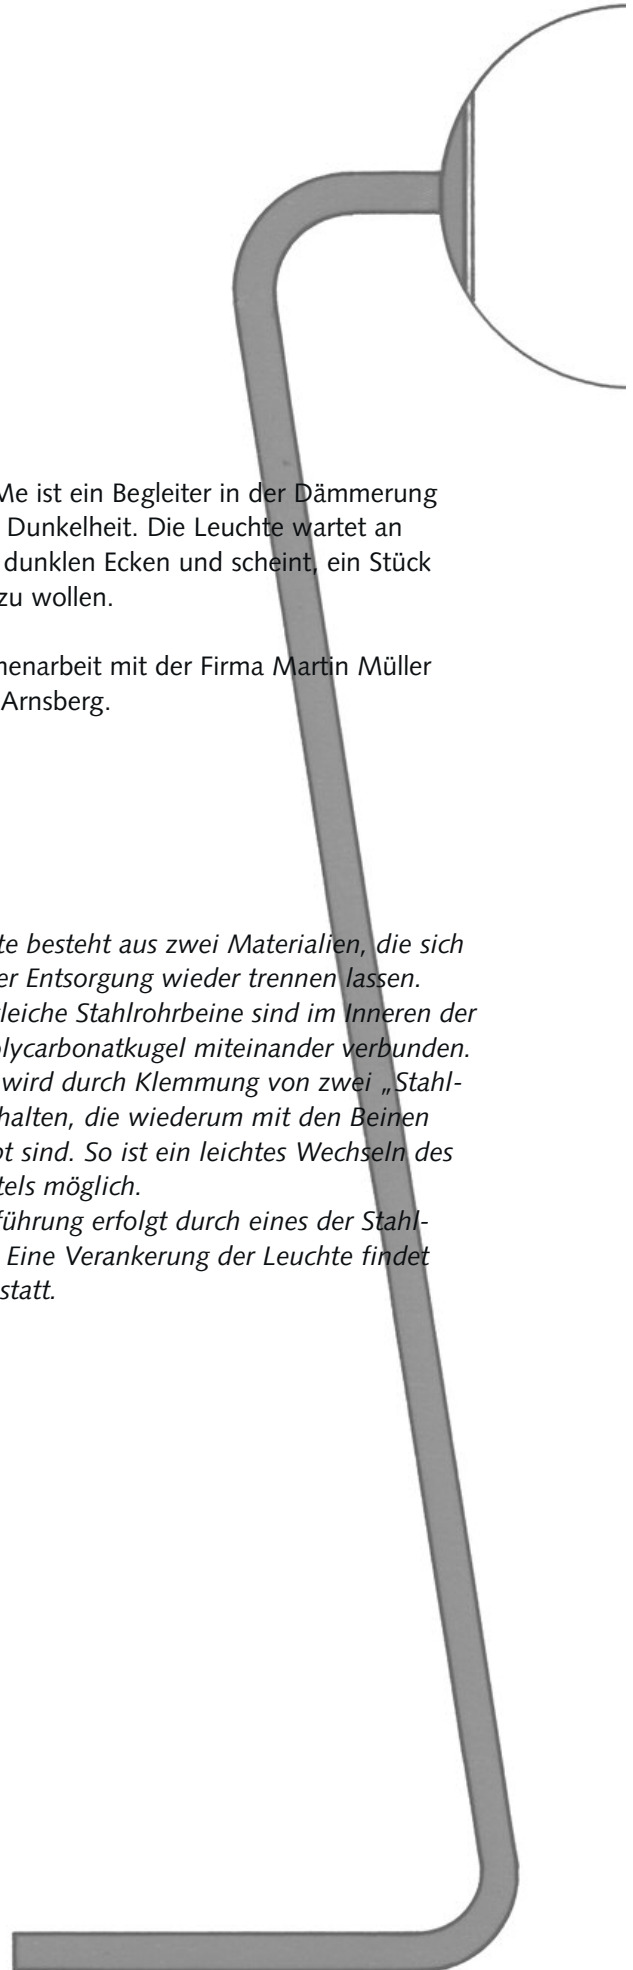 Me ist ein Begleiter in der Dämmerung
Dunkelheit. Die Leuchte wartet an
dunklen Ecken und scheint, ein Stück
zu wollen.
menarbeit mit der Firma Martin Müller
Arnsberg.
te besteht aus zwei Materialien, die sich
er Entsorgung wieder trennen lassen.
leiche Stahlrohrbeine sind im Inneren der
olycarbonatkugel miteinander verbunden.
wird durch Klemmung von zwei „Stahl-
halten, die wiederum mit den Beinen
bt sind. So ist ein leichtes Wechseln des
tels möglich.
führung erfolgt durch eines der Stahl-
Eine Verankerung der Leuchte findet
statt.